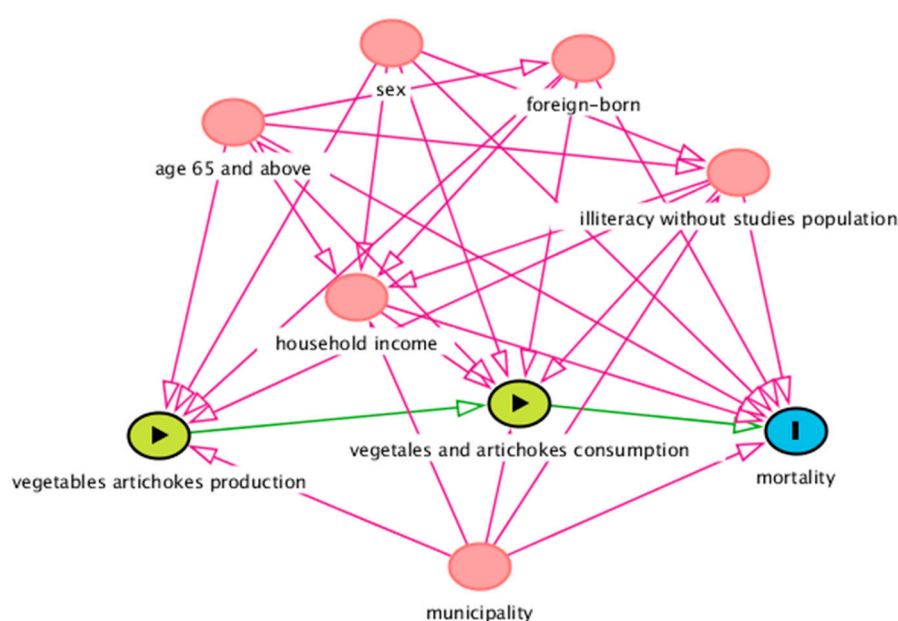 sex
foreign-born
age 65 and above
illiteracy without studies population
household income
vegetales and artichokes consumption
mortality
vegetables artichokes production
municipality